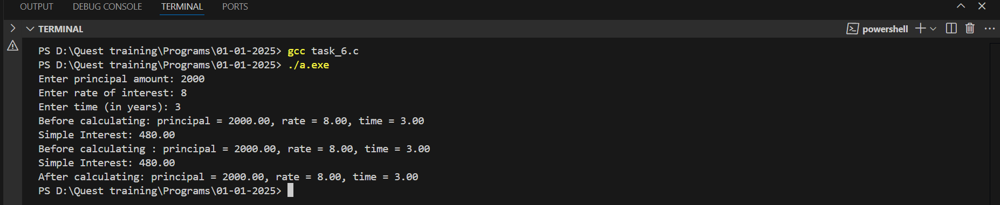 OUTPUT DEBUG CONSOLE TERMINAL PORTS
TERMINAL powershell
PS D:\Quest training\Programs\01-01-2025> gcc task_6.c
PS D:\Quest training\Programs\01-01-2025> ./a.exe
Enter principal amount: 2000
Enter rate of interest: 8
Enter time (in years): 3
Before calculating: principal = 2000.00, rate = 8.00, time = 3.00
Simple Interest: 480.00
Before calculating : principal = 2000.00, rate = 8.00, time = 3.00
Simple Interest: 480.00
After calculating: principal = 2000.00, rate = 8.00, time = 3.00
PS D:\Quest training\Programs\01-01-2025>